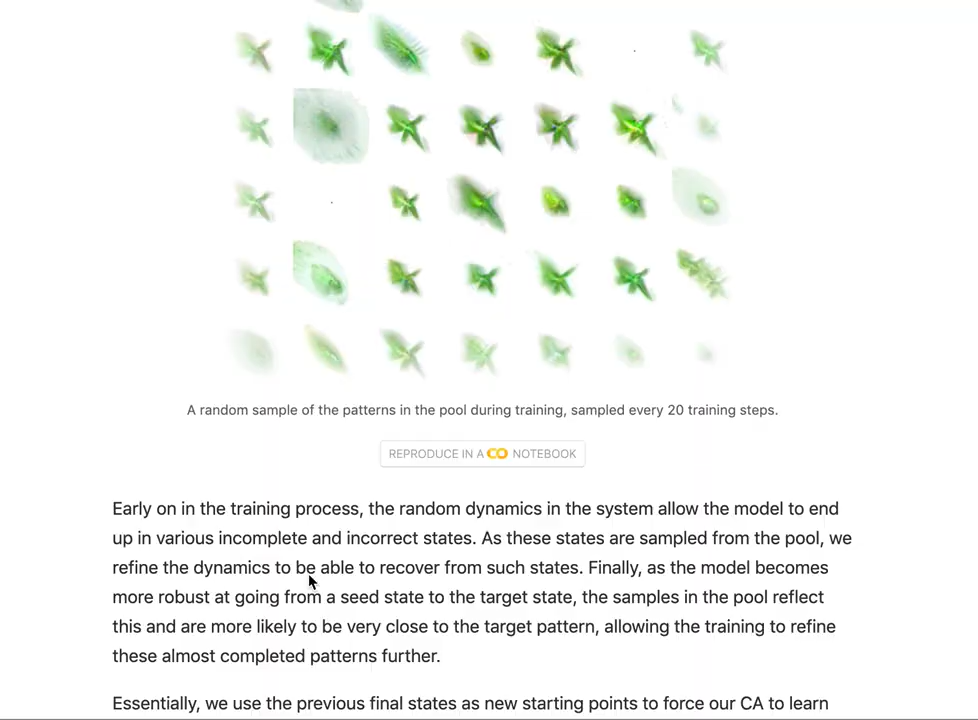 A random sample of the patterns in the pool during training, sampled every 20 training steps.
REPRODUCE IN A CO NOTEBOOK
Early on in the training process, the random dynamics in the system allow the model to end
up in various incomplete and incorrect states. As these states are sampled from the pool, we
refine the dynamics to be able to recover from such states. Finally, as the model becomes
more robust at going from a seed state to the target state, the samples in the pool reflect
this and are more likely to be very close to the target pattern, allowing the training to refine
these almost completed patterns further.
Essentially, we use the previous final states as new starting points to force our CA to learn